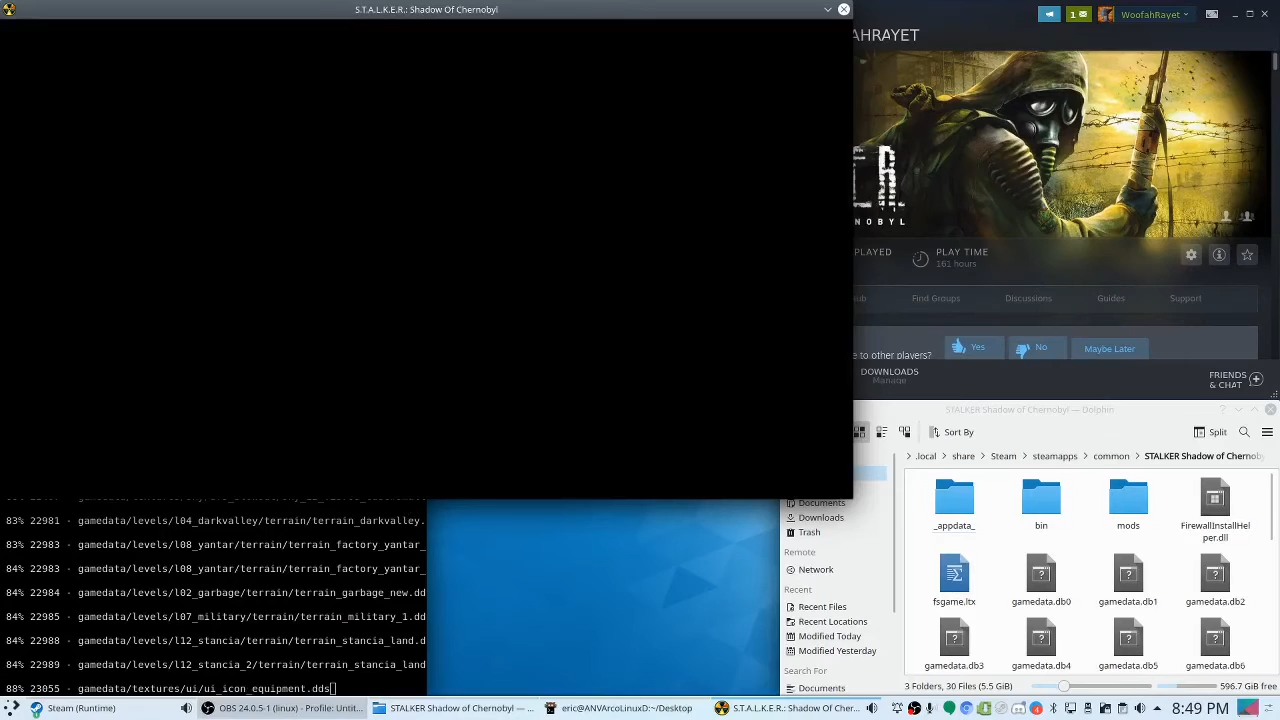 S.T.A.L.K.E.R.: Shadow Of Chernobyl
1
WoofahRayet
AHRAYET
N O B Y L
PLAYED
PLAY TIME
161 hours
ub
Find Groups
Discussions
Guides
Support
e to other players?
Yes
No
Maybe Later
DOWNLOADS
Manage
FRIENDS
& CHAT
STALKER Shadow of Chernobyl — Dolphin
Sort By
Split
.local
share
Steam
steamapps
common
STALKER Shadow of Chernob
_appdata_
bin
mods
FirewallInstallHel
per.dll
fsgame.ltx
gamedata.db0
gamedata.db1
gamedata.db2
gamedata.db3
gamedata.db4
gamedata.db5
gamedata.db6
Documents
Downloads
Trash
Remote
Network
Recent
Recent Files
Recent Locations
Modified Today
Modified Yesterday
Search For
Documents
3 Folders, 30 Files (5.5 GiB)
596.7 GiB free
83% 22981 - gamedata/levels/l04_darkvalley/terrain/terrain_darkvalley.
83% 22983 - gamedata/levels/l08_yantar/terrain/terrain_factory_yantar_
84% 22983 - gamedata/levels/l08_yantar/terrain/terrain_factory_yantar_
84% 22984 - gamedata/levels/l02_garbage/terrain/terrain_garbage_new.dd
84% 22985 - gamedata/levels/l07_military/terrain/terrain_military_1.dd
84% 22988 - gamedata/levels/l12_stancia/terrain/terrain_stancia_land.d
84% 22989 - gamedata/levels/l12_stancia_2/terrain/terrain_stancia_land
88% 23055 - gamedata/textures/ui/ui_icon_equipment.dds
Steam (Runtime)
OBS 24.0.5-1 (linux) - Profile: Untit...
STALKER Shadow of Chernobyl — ...
eric@ANVArcoLinuxD:~/Desktop
S.T.A.L.K.E.R.: Shadow Of Cher...
4
8:49 PM